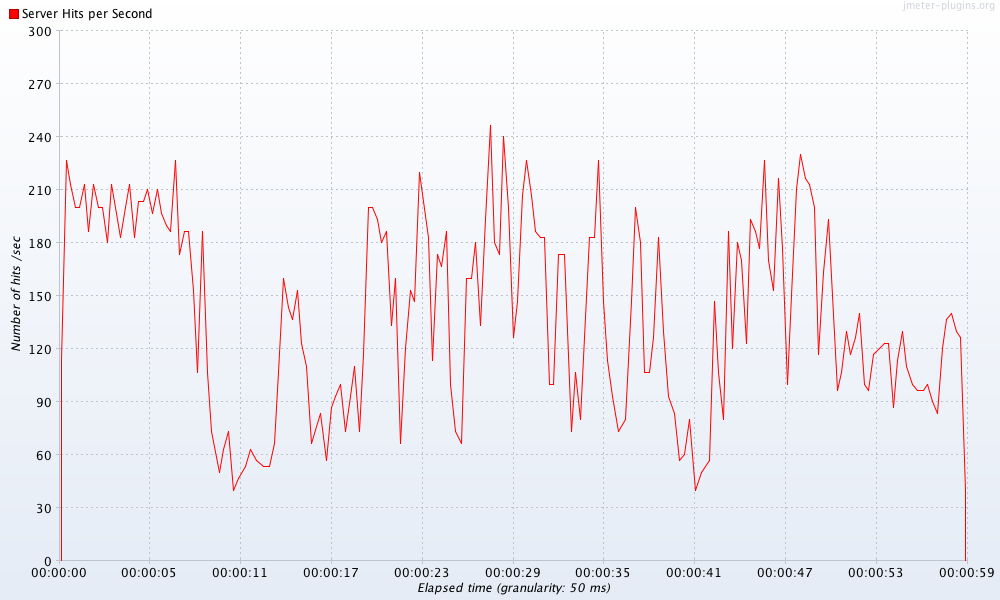 Server Hits per Second
jmeter-plugins.org
300
270
240
210
180
150
120
90
60
30
0
Number of hits /sec
00:00:00 00:00:05 00:00:11 00:00:17 00:00:23 00:00:29 00:00:35 00:00:41 00:00:47 00:00:53 00:00:59
Elapsed time (granularity: 50 ms)